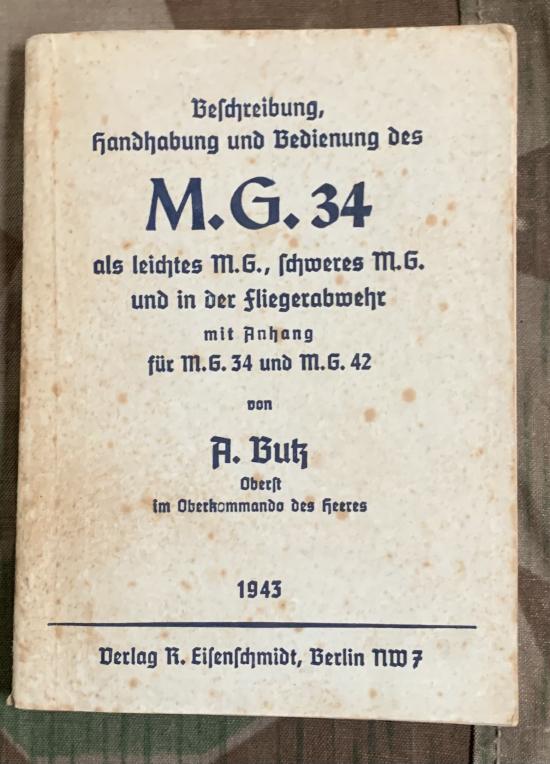 Beſchreibung,
Handhabung und Bedienung des
M.G. 34
als leichtes M.G., ſchweres M.G.
und in der Fliegerabwehr
mit Anhang
für M.G. 34 und M.G. 42
von
A. Butz
Oberſt
im Oberkommando des Heeres
1943
Verlag R. Eiſenſchmidt, Berlin NW 7